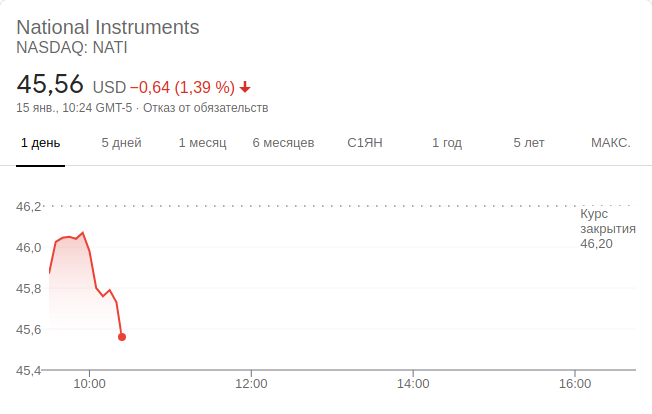 National Instruments
NASDAQ: NATI
45,56 USD −0,64 (1,39 %)
15 янв., 10:24 GMT-5 · Отказ от обязательств
1 день 5 дней 1 месяц 6 месяцев С1ЯН 1 год 5 лет МАКС.
46,2
Курс
закрытия
46,20
46,0
45,8
45,6
45,4
10:00 12:00 14:00 16:00